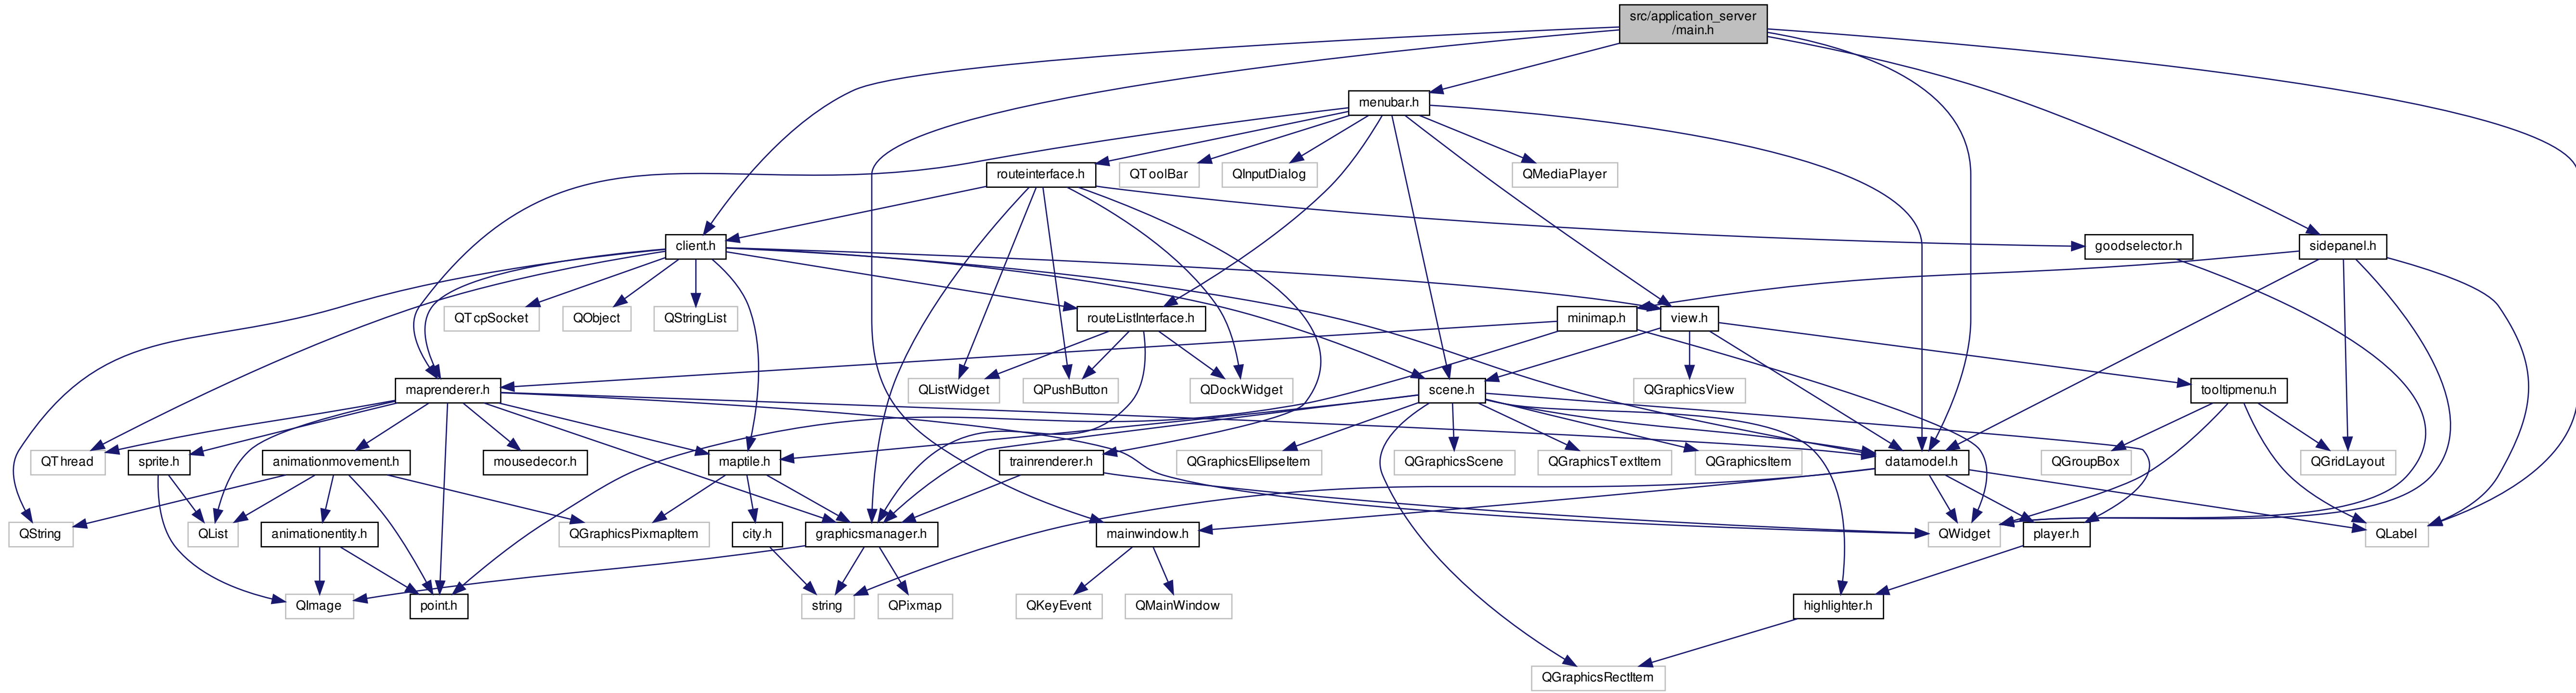 src/application_server
/main.h
menubar.h
routeinterface.h
QToolBar
QInputDialog
QMediaPlayer
client.h
goodselector.h
sidepanel.h
QTcpSocket
QObject
QStringList
routeListInterface.h
minimap.h
view.h
maprenderer.h
QListWidget
QPushButton
QDockWidget
scene.h
QGraphicsView
tooltipmenu.h
QThread
sprite.h
animationmovement.h
mousedecor.h
maptile.h
trainrenderer.h
QGraphicsEllipseItem
QGraphicsScene
QGraphicsTextItem
QGraphicsItem
datamodel.h
QGroupBox
QGridLayout
QString
QList
animationentity.h
QGraphicsPixmapItem
city.h
graphicsmanager.h
mainwindow.h
QWidget
player.h
QLabel
QImage
point.h
string
QPixmap
QKeyEvent
QMainWindow
highlighter.h
QGraphicsRectItem